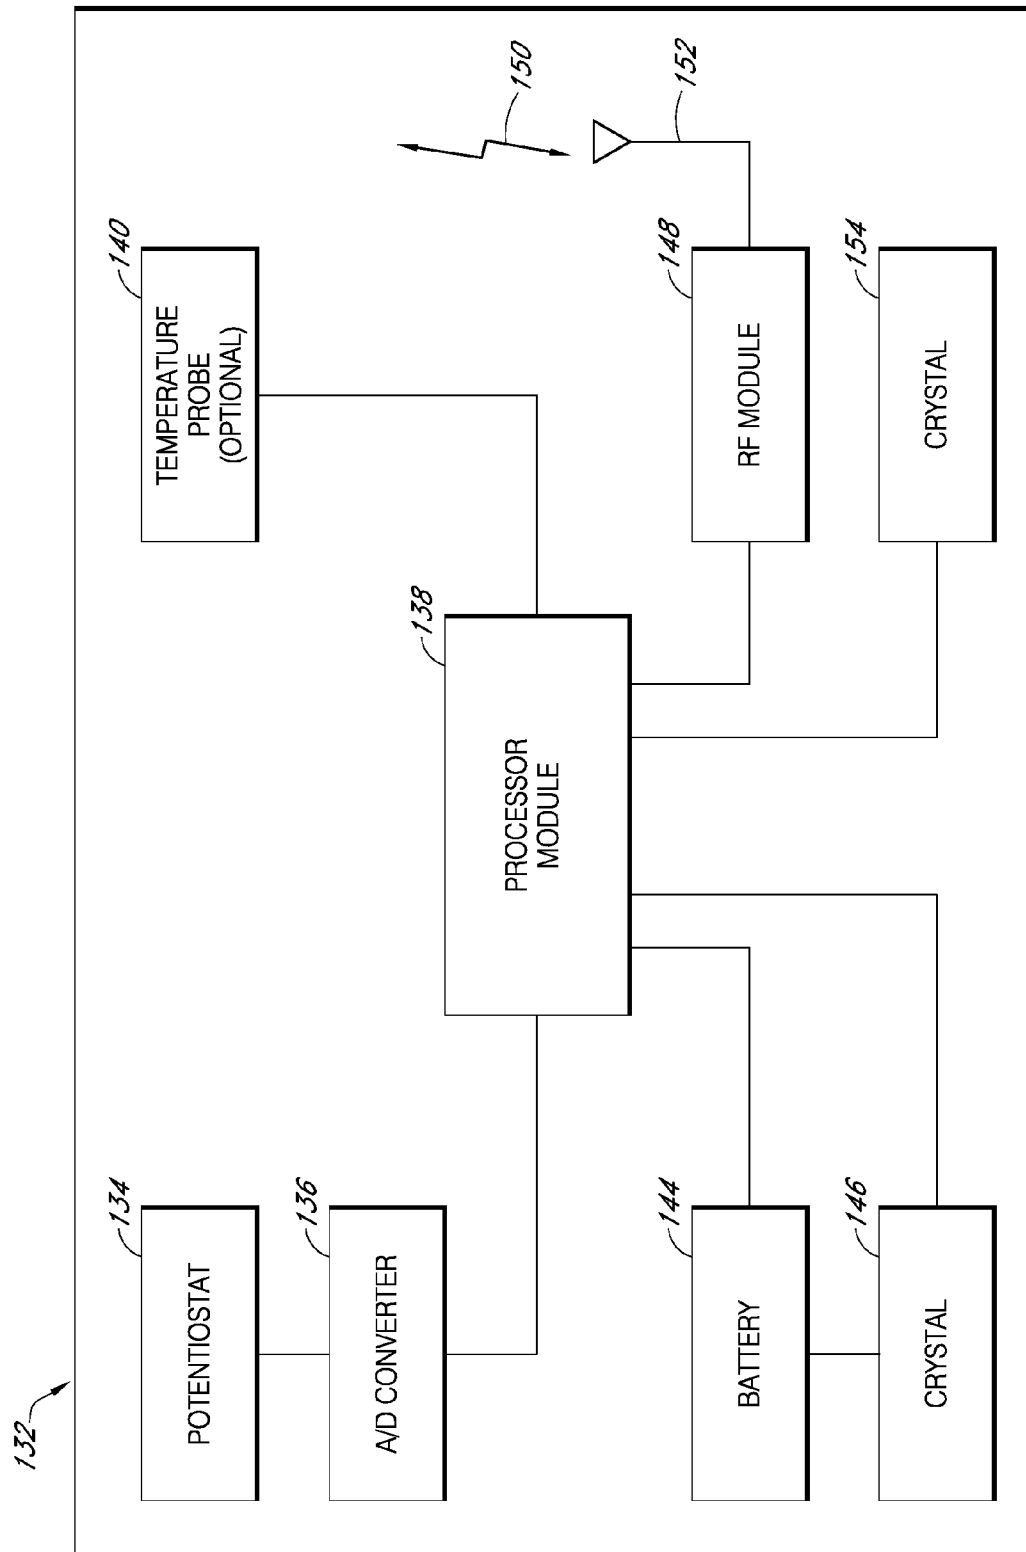 132
134
POTENTIOSTAT
136
A/D CONVERTER
138
PROCESSOR
MODULE
140
TEMPERATURE
PROBE
(OPTIONAL)
144
BATTERY
146
CRYSTAL
148
RF MODULE
150
152
154
CRYSTAL